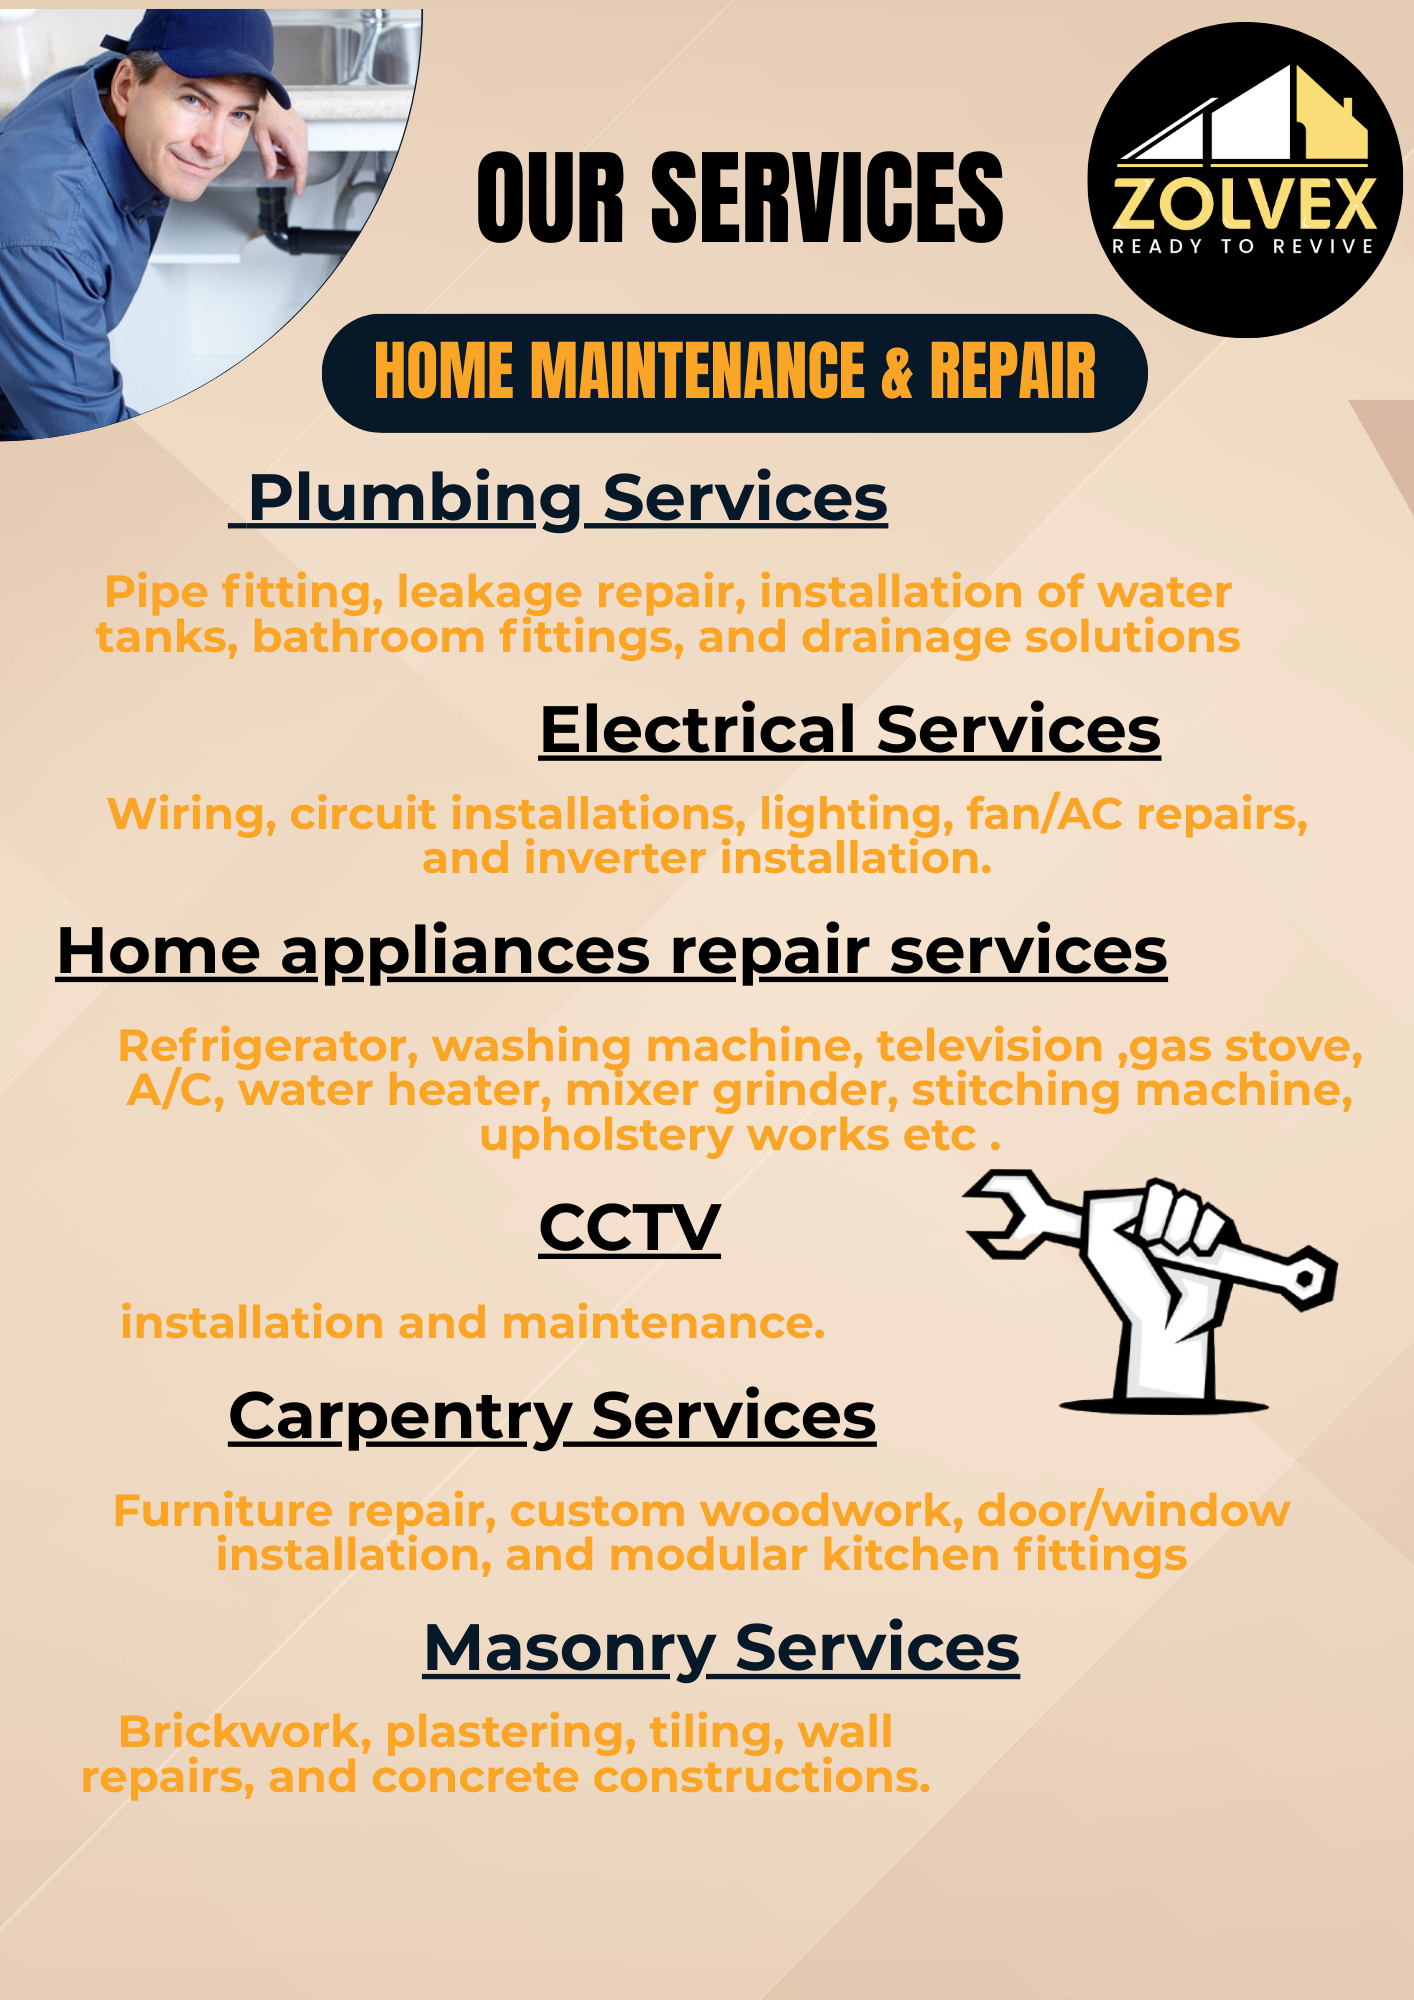 OUR SERVICES
ZOLVEX
READY TO REVIVE
HOME MAINTENANCE & REPAIR
Plumbing Services
Pipe fitting, leakage repair, installation of water
tanks, bathroom fittings, and drainage solutions
Electrical Services
Wiring, circuit installations, lighting, fan/AC repairs,
and inverter installation.
Home appliances repair services
Refrigerator, washing machine, television ,gas stove,
A/C, water heater, mixer grinder, stitching machine,
upholstery works etc .
CCTV
installation and maintenance.
Carpentry Services
Furniture repair, custom woodwork, door/window
installation, and modular kitchen fittings
Masonry Services
Brickwork, plastering, tiling, wall
repairs, and concrete constructions.